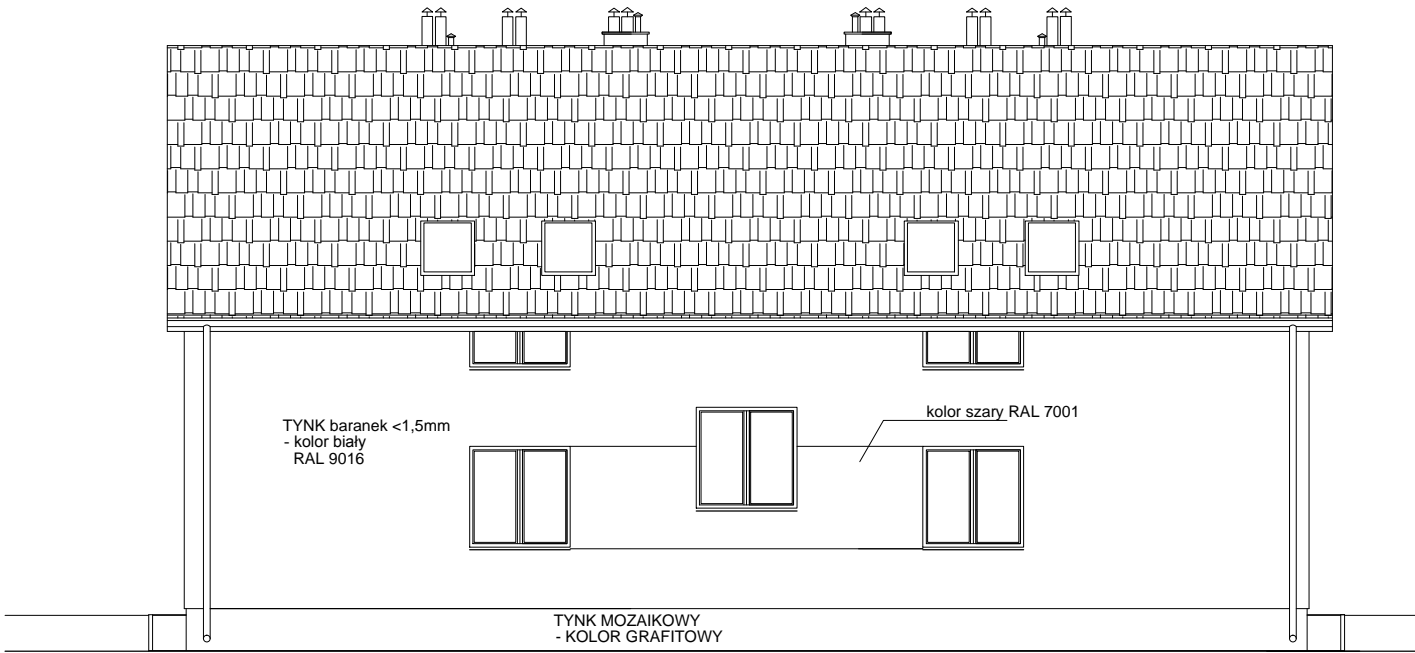 kolor szary RAL 7001
TYNK baranek <1,5mm
- kolor biały
RAL 9016
TYNK MOZAIKOWY
- KOLOR GRAFITOWY